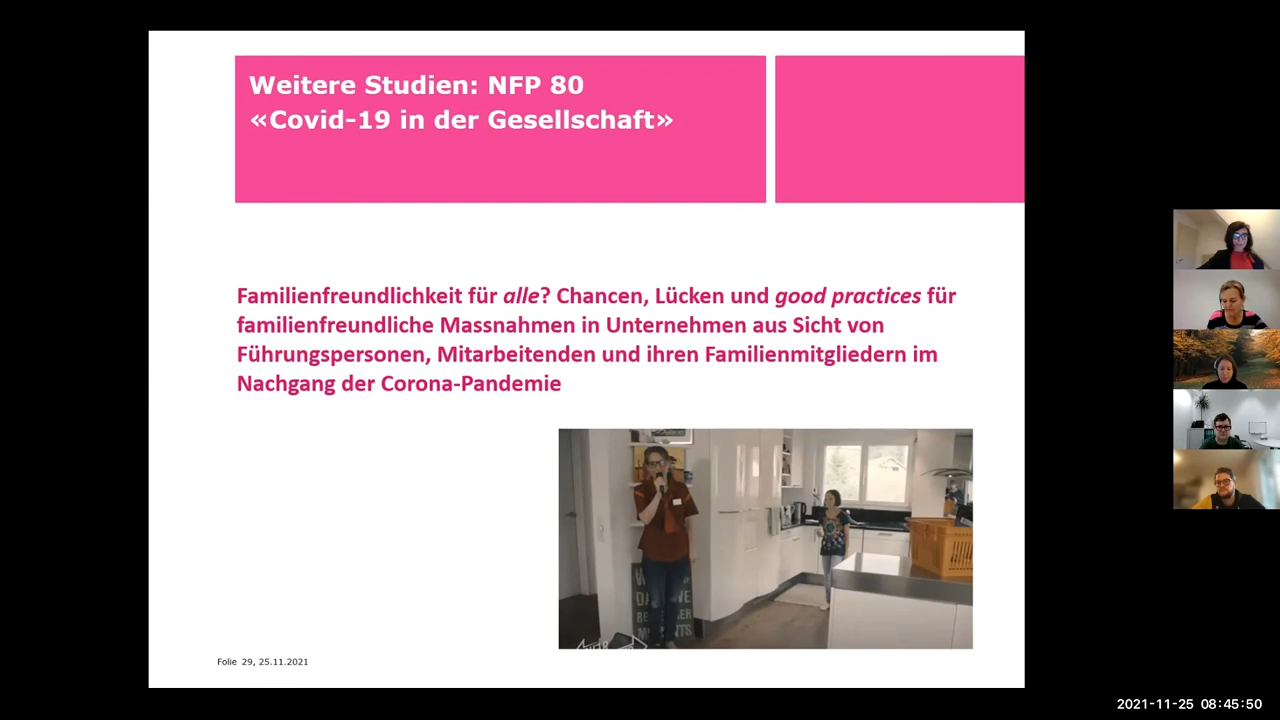 Weitere Studien: NFP 80
«Covid-19 in der Gesellschaft»
Familienfreundlichkeit für alle? Chancen, Lücken und good practices für
familienfreundliche Massnahmen in Unternehmen aus Sicht von
Führungspersonen, Mitarbeitenden und ihren Familienmitgliedern im
Nachgang der Corona-Pandemie
Folie 29, 25.11.2021
2021-11-25 08:45:50